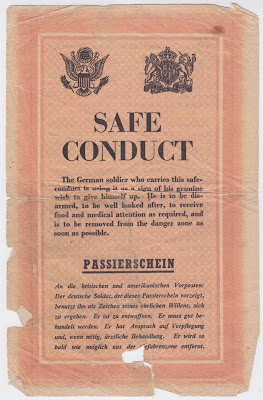 SAFE
CONDUCT
The German soldier who carries this safe-
conduct is using it as a sign of his genuine
wish to give himself up. He is to be dis-
armed, to be well looked after, to receive
food and medical attention as required, and
is to be removed from the danger zone as
soon as possible.
PASSIERSCHEIN
An die britischen und amerikanischen Vorposten:
Der deutsche Soldat, der diesen Passierschein vorzeigt,
benutzt ihn als Zeichen seines ehrlichen Willens, sich
zu ergeben. Er ist zu entwaffnen. Er muss gut be-
handelt werden. Er hat Anspruch auf Verpflegung
und, wenn nötig, ärztliche Behandlung. Er wird so
bald wie möglich aus der Gefahrenzone entfernt.